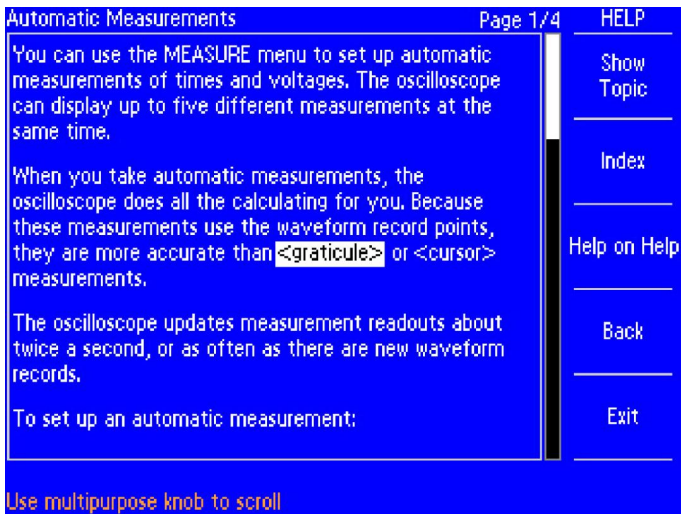 Automatic Measurements Page 1/4 HELP
You can use the MEASURE menu to set up automatic
measurements of times and voltages. The oscilloscope
can display up to five different measurements at the
same time.
When you take automatic measurements, the
oscilloscope does all the calculating for you. Because
these measurements use the waveform record points,
they are more accurate than <graticule> or <cursor>
measurements.
The oscilloscope updates measurement readouts about
twice a second, or as often as there are new waveform
records.
To set up an automatic measurement:
Use multipurpose knob to scroll
Show
Topic
Index
Help on Help
Back
Exit